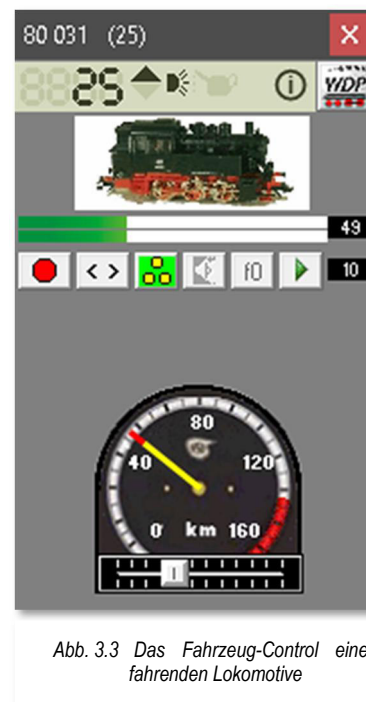 80 031 (25)
25 i WDP
49
f0 10
80
40 120
0 km 160
Abb. 3.3 Das Fahrzeug-Control eine
fahrenden Lokomotive